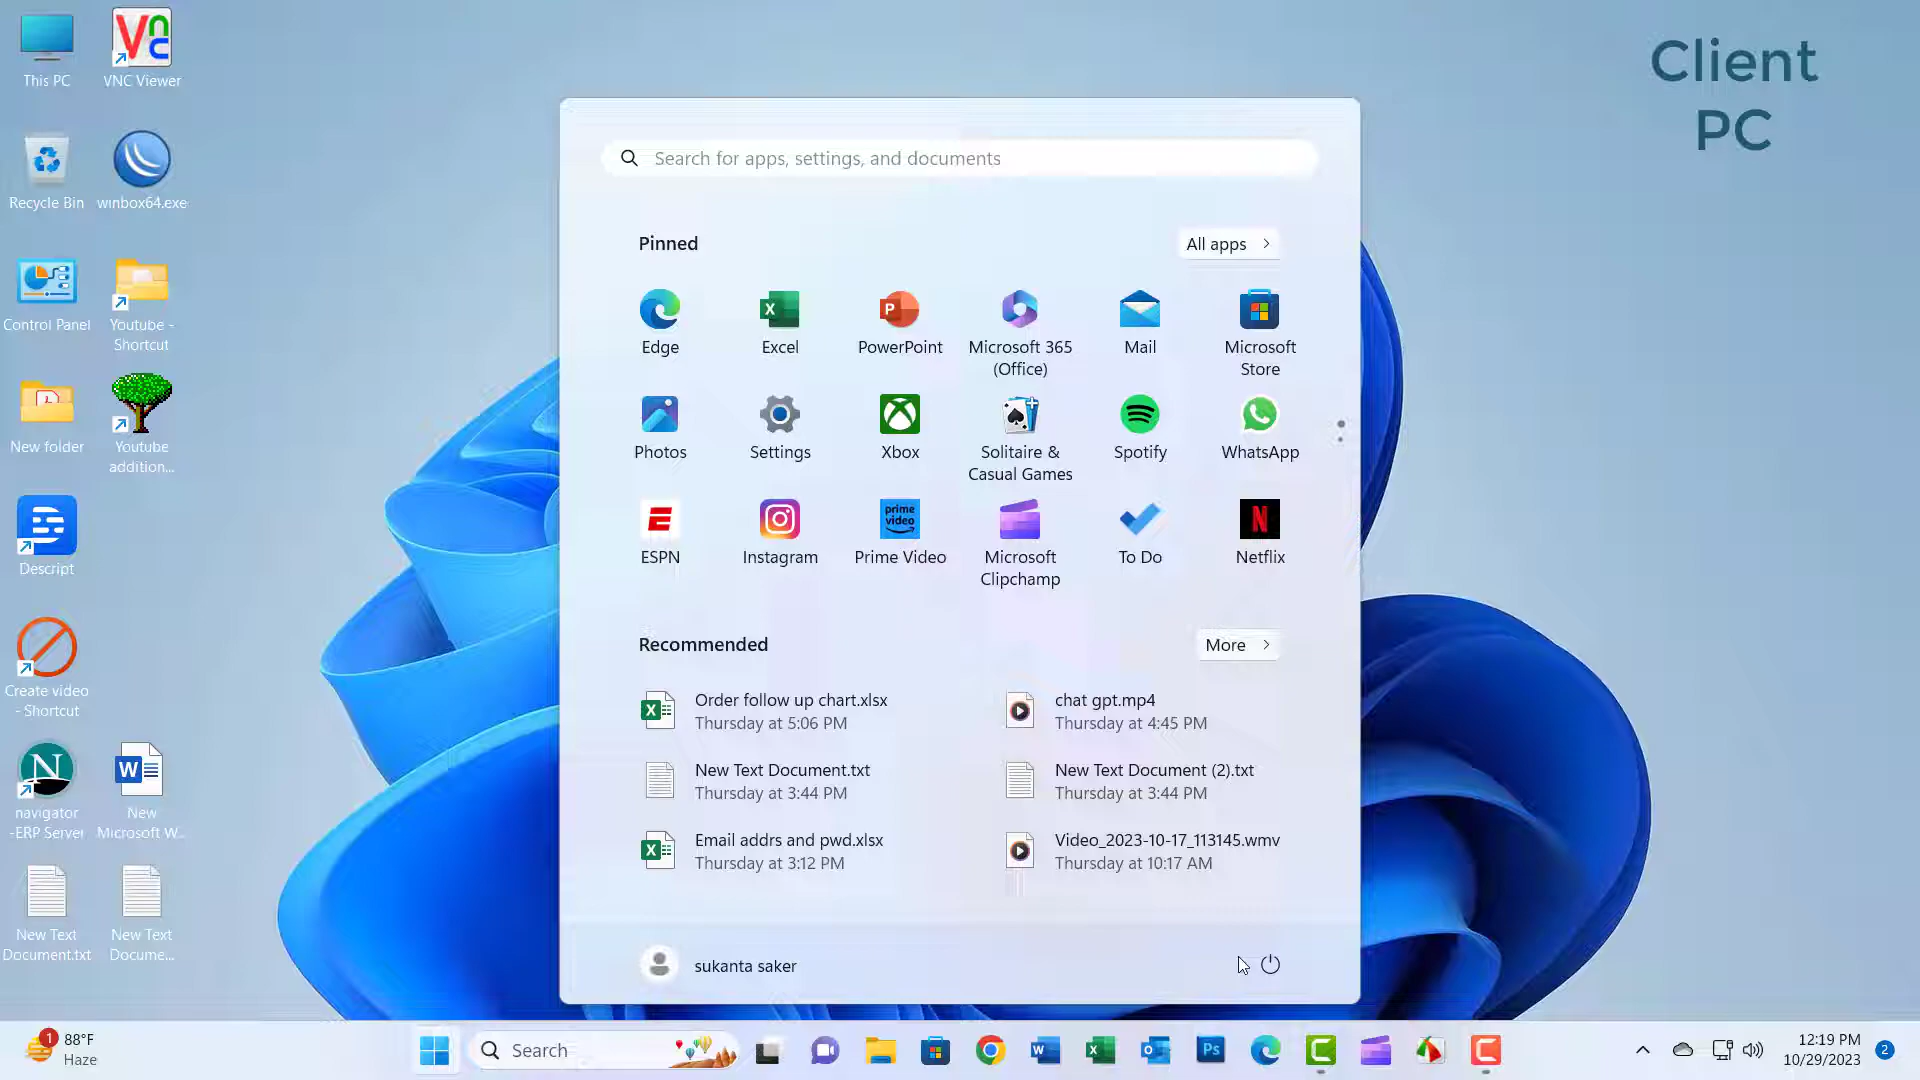 This PC
VNC Viewer
Recycle Bin
winbox64.exe
Control Panel
Youtube -
Shortcut
New folder
Youtube
addition...
Descript
Create video
- Shortcut
navigator
-ERP Server
New
Microsoft W...
New Text
Document.txt
New Text
Docume...
Client
PC
Search for apps, settings, and documents
Pinned
All apps
Edge
Excel
PowerPoint
Microsoft 365
(Office)
Mail
Microsoft
Store
Photos
Settings
Xbox
Solitaire &
Casual Games
Spotify
WhatsApp
ESPN
Instagram
prime
video
Prime Video
Microsoft
Clipchamp
To Do
Netflix
Recommended
More
Order follow up chart.xlsx
Thursday at 5:06 PM
chat gpt.mp4
Thursday at 4:45 PM
New Text Document.txt
Thursday at 3:44 PM
New Text Document (2).txt
Thursday at 3:44 PM
Email addrs and pwd.xlsx
Thursday at 3:12 PM
Video_2023-10-17_113145.wmv
Thursday at 10:17 AM
sukanta saker
1
88°F
Haze
Search
Ps
12:19 PM
10/29/2023
2